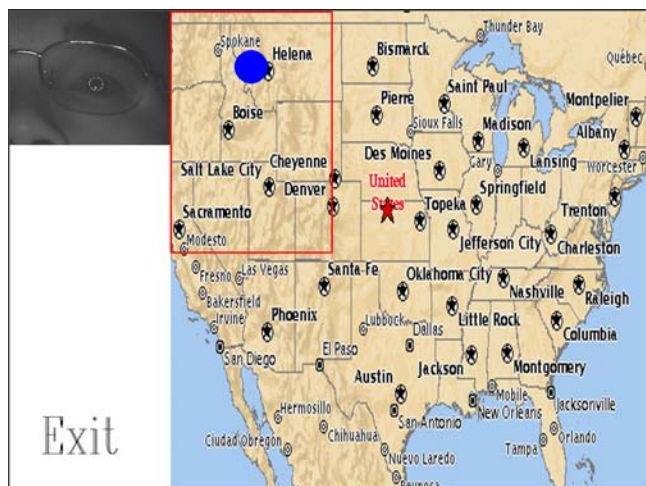 Thunder Bay
Spokane
Helena
Bismarck
Québec
Saint Paul
Boise
Pierre
Montpelier
Sioux Falls
Madison
Albany
Salt Lake City
Cheyenne
Des Moines
Gary
Lansing
Worcester
Denver
United
States
Springfield
Sacramento
Topeka
Trenton
Modesto
Jefferson City
Charleston
Fresno
Las Vegas
Santa Fe
Oklahoma City
Nashville
Raleigh
Bakersfield
Irvine
Phoenix
Lubbock
Little Rock
Columbia
San Diego
El Paso
Dallas
Jackson
Montgomery
Austin
Mobile
Jacksonville
Hermosillo
San Antonio
New Orleans
Exit
Ciudad Obregon
Chihuahua
Tampa
Orlando
Nuevo Laredo
Reynosa